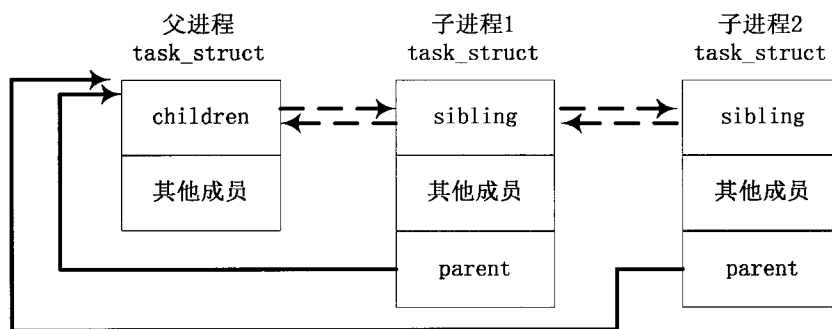 父进程
task_struct
子进程1
task_struct
子进程2
task_struct
children
sibling
sibling
其他成员
其他成员
其他成员
parent
parent